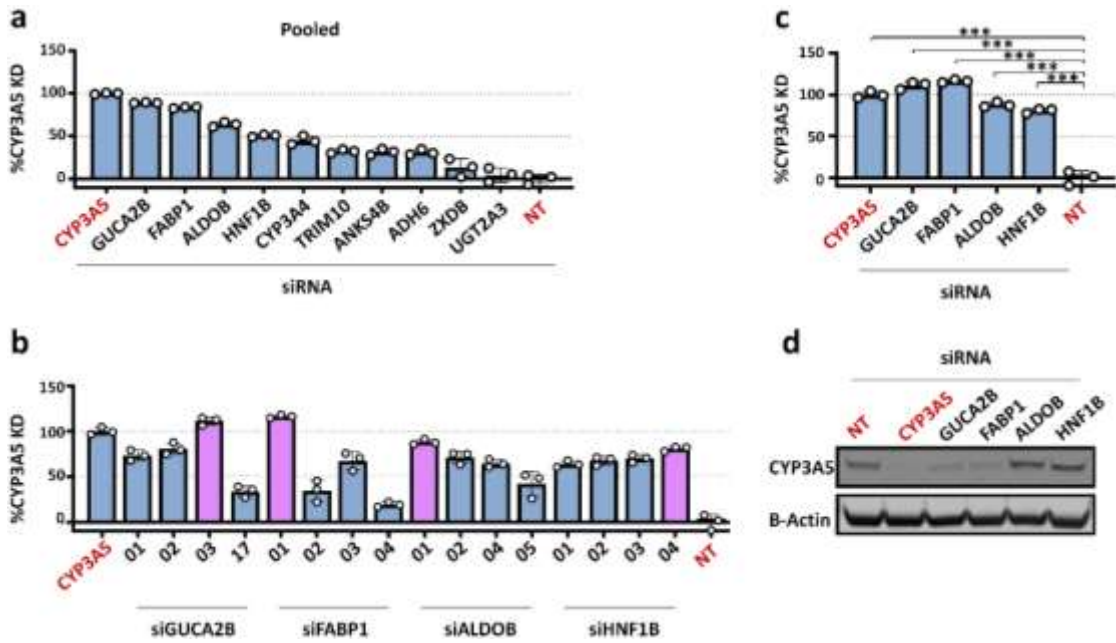 a
Pooled
%CYP3A5 KD
150
100
50
0
CYP3A5
GUCA2B
FABP1
ALDOB
HNF1B
CYP3A4
TRIM10
ANKS4B
ADH6
ZXDB
UGT2A3
NT
siRNA
c
%CYP3A5 KD
150
100
50
0
***
***
***
***
***
CYP3A5
GUCA2B
FABP1
ALDOB
HNF1B
NT
siRNA
b
%CYP3A5 KD
150
100
50
0
CYP3A5
01
02
03
17
01
02
03
04
01
02
04
05
01
02
03
04
NT
siGUCA2B
siFABP1
siALDOB
siHNF1B
d
siRNA
NT
CYP3A5
GUCA2B
FABP1
ALDOB
HNF1B
CYP3A5
B-Actin